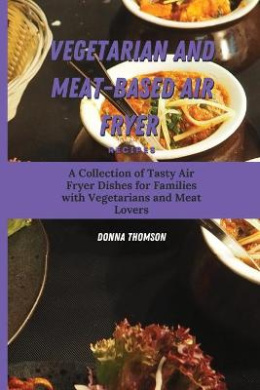 VEGETARIAN AND
MEAT-BASED AIR
FRYER
RECIPES
A Collection of Tasty Air
Fryer Dishes for Families
with Vegetarians and Meat
Lovers
DONNA THOMSON